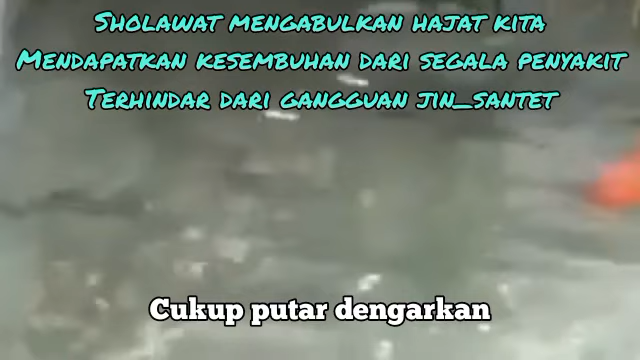 Sholawat mengabulkan hajat kita
Mendapatkan kesembuhan dari segala penyakit
Terhindar dari gangguan jin_santet
Cukup putar dengarkan